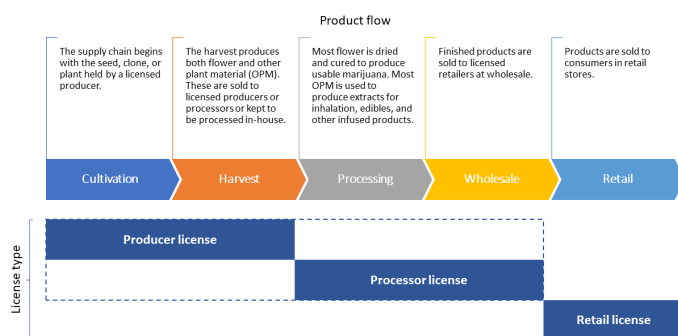 Product flow
The supply chain begins
with the seed, clone, or
plant held by a licensed
producer.
The harvest produces
both flower and other
plant material (OPM).
These are sold to
licensed producers or
processors or kept to
be processed in-house.
Most flower is dried
and cured to produce
usable marijuana. Most
OPM is used to
produce extracts for
inhalation, edibles, and
other infused products.
Finished products are
sold to licensed
retailers at wholesale.
Products are sold to
consumers in retail
stores.
Cultivation
Harvest
Processing
Wholesale
Retail
License type
Producer license
Processor license
Retail license